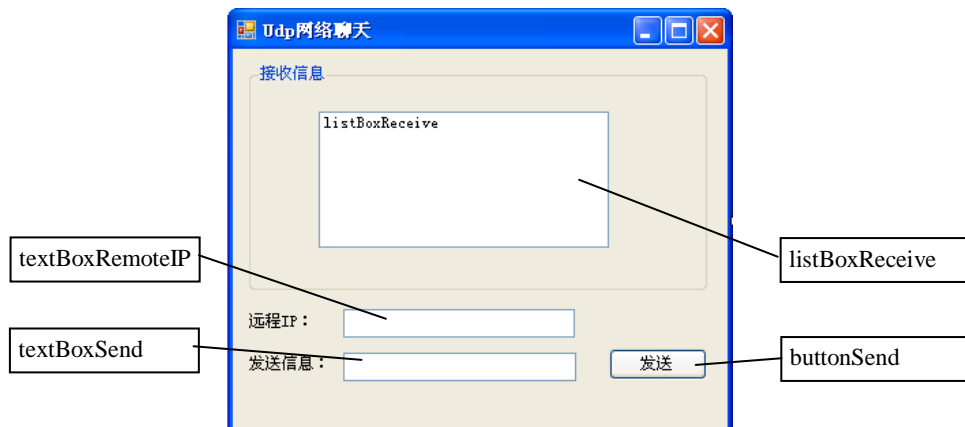 Udp网络聊天
接收信息
listBoxReceive
textBoxRemoteIP
listBoxReceive
远程IP：
textBoxSend
发送信息：
发送
buttonSend